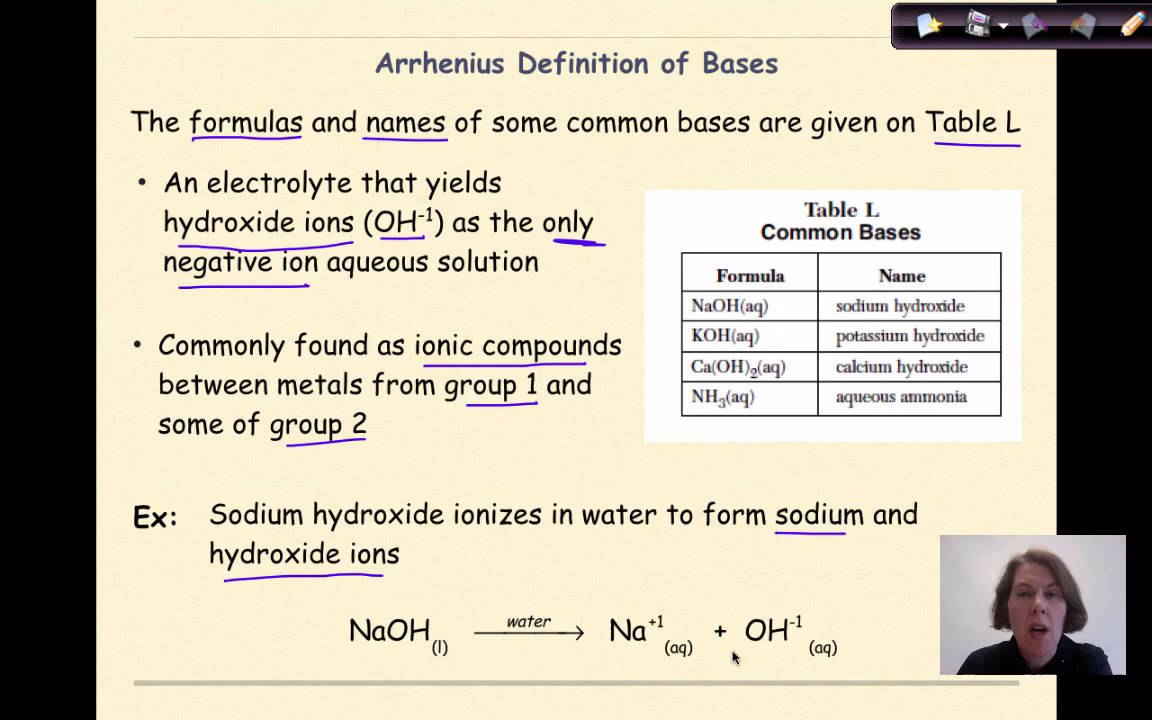 Arrhenius Definition of Bases
The formulas and names of some common bases are given on Table L
• An electrolyte that yields
hydroxide ions (OH⁻¹) as the only
negative ion aqueous solution
• Commonly found as ionic compounds
between metals from group 1 and
some of group 2
Table L
Common Bases
Formula Name
NaOH(aq) sodium hydroxide
KOH(aq) potassium hydroxide
Ca(OH)₂(aq) calcium hydroxide
NH₃(aq) aqueous ammonia
Ex: Sodium hydroxide ionizes in water to form sodium and
hydroxide ions
NaOH(l) water → Na⁺¹(aq) + OH⁻¹(aq)